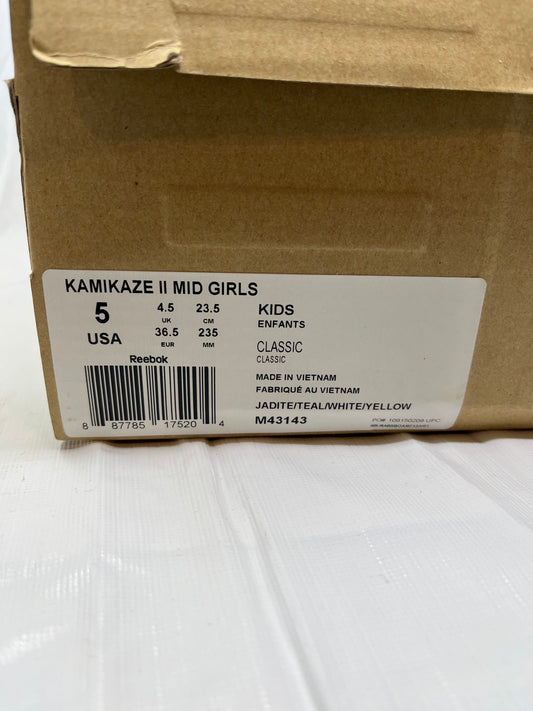 KAMIKAZE II MID GIRLS
5 USA
4.5 23.5
UK CM
36.5 235
EUR MM
Reebok
8 87785 17520 4
KIDS
ENFANTS
CLASSIC
CLASSIC
MADE IN VIETNAM
FABRIQUÉ AU VIETNAM
JADITE/TEAL/WHITE/YELLOW
M43143